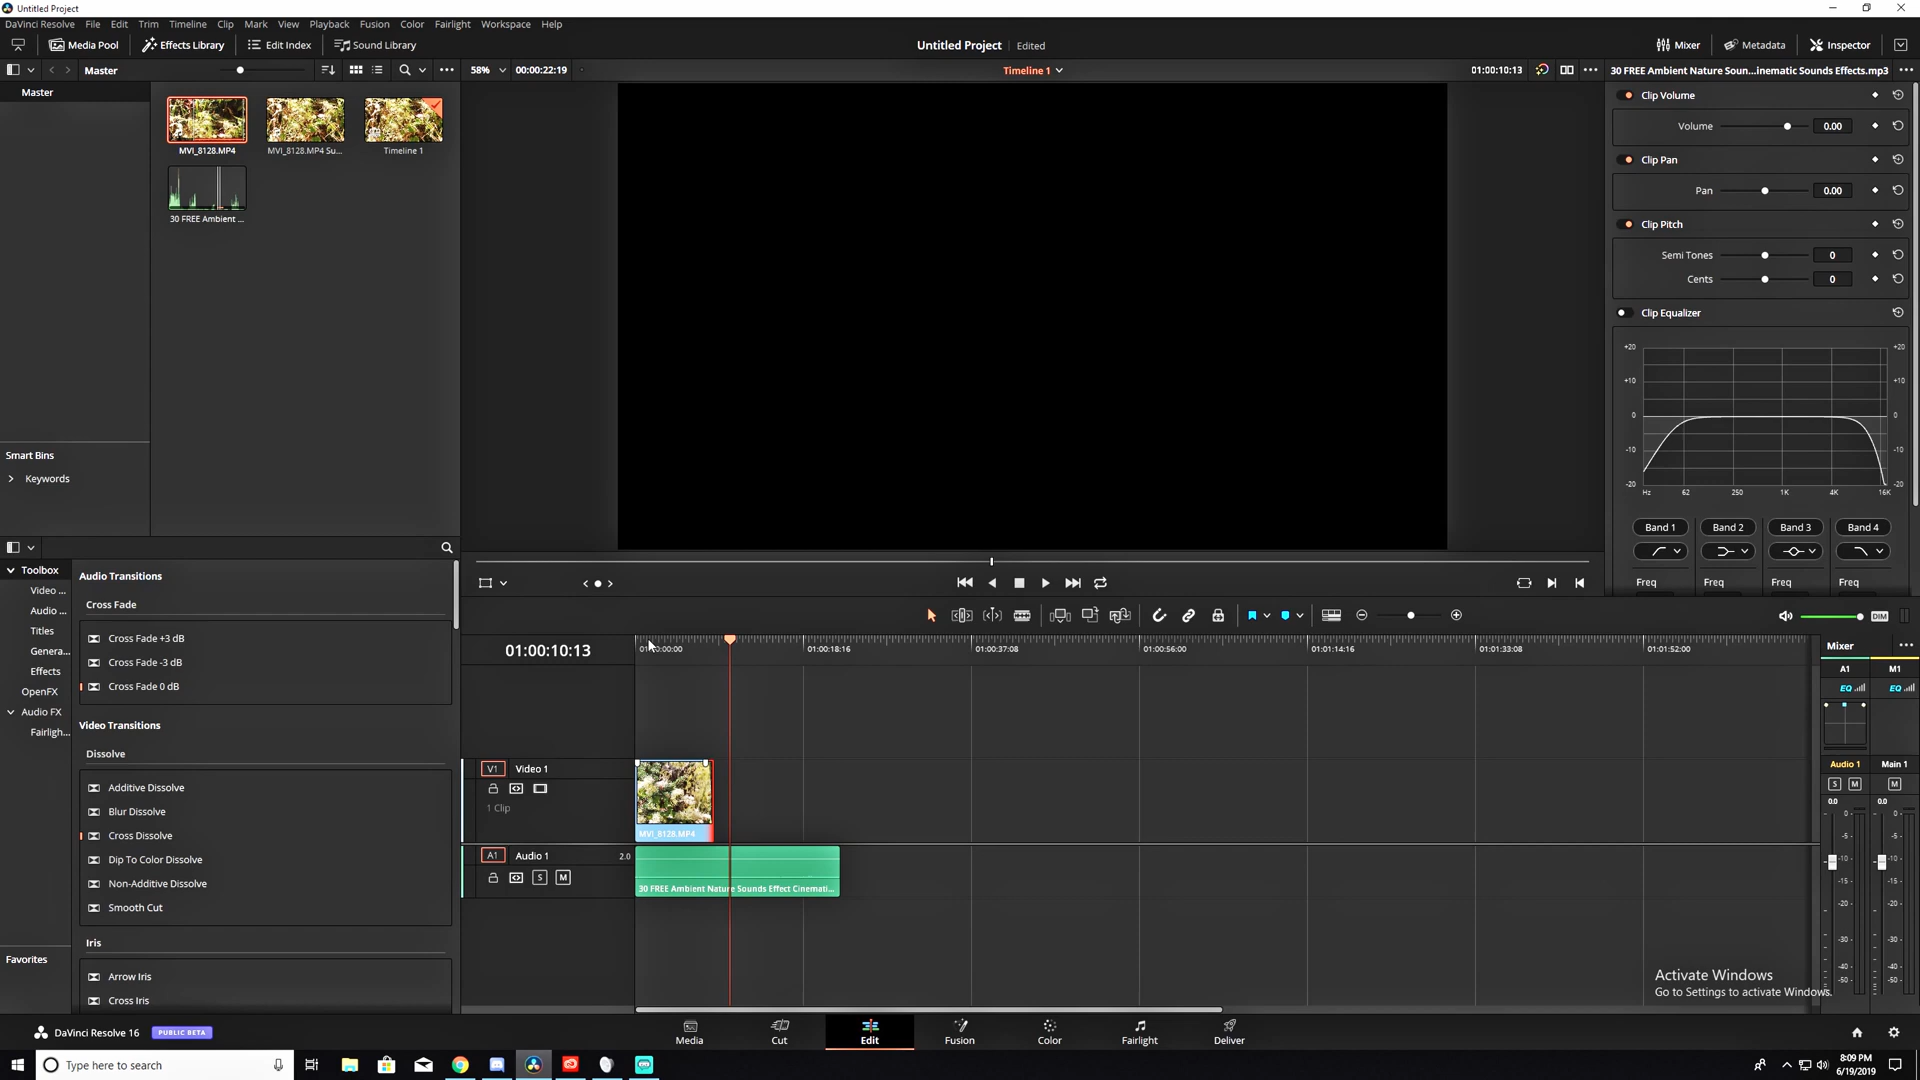 Untitled Project
DaVinci Resolve File Edit Trim Timeline Clip Mark View Playback Fusion Color Fairlight Workspace Help
Media Pool Effects Library Edit Index Sound Library Untitled Project Edited Mixer Metadata Inspector
Master 58% 00:00:22:19 Timeline 1 01:00:10:13 30 FREE Ambient Nature Soun...inematic Sounds Effects.mp3
Master
MVI_8128.MP4 MVI_8128.MP4 Su... Timeline 1
30 FREE Ambient ...
Clip Volume
Volume 0.00
Clip Pan
Pan 0.00
Clip Pitch
Semi Tones 0
Cents 0
Clip Equalizer
+20 +20
+10 +10
0 0
-10 -10
-20 -20
Hz 62 250 1K 4K 16K
Band 1 Band 2 Band 3 Band 4
Freq Freq Freq Freq
Smart Bins
Keywords
Toolbox
Video ...
Audio ...
Titles
Genera...
Effects
OpenFX
Audio FX
Fairligh...
Favorites
Audio Transitions
Cross Fade
Cross Fade +3 dB
Cross Fade -3 dB
Cross Fade 0 dB
Video Transitions
Dissolve
Additive Dissolve
Blur Dissolve
Cross Dissolve
Dip To Color Dissolve
Non-Additive Dissolve
Smooth Cut
Iris
Arrow Iris
Cross Iris
DIM
01:00:10:13 01:00:18:16 01:00:37:08 01:00:56:00 01:01:14:16 01:01:33:08 01:01:52:00
V1 Video 1
1 Clip
MVI_8128.MP4
A1 Audio 1 2.0
S M
30 FREE Ambient Nature Sounds Effect Cinemati...
Mixer
A1 M1
EQ EQ
Audio 1 Main 1
S M M
0.0 0.0
0- 0-
-5- -5-
-10- -10-
-15- -15-
-20- -20-
-30- -30-
-40- -40-
-50- -50-
Activate Windows
Go to Settings to activate Windows.
DaVinci Resolve 16 PUBLIC BETA Media Cut Edit Fusion Color Fairlight Deliver
Type here to search
8:09 PM
6/19/2019